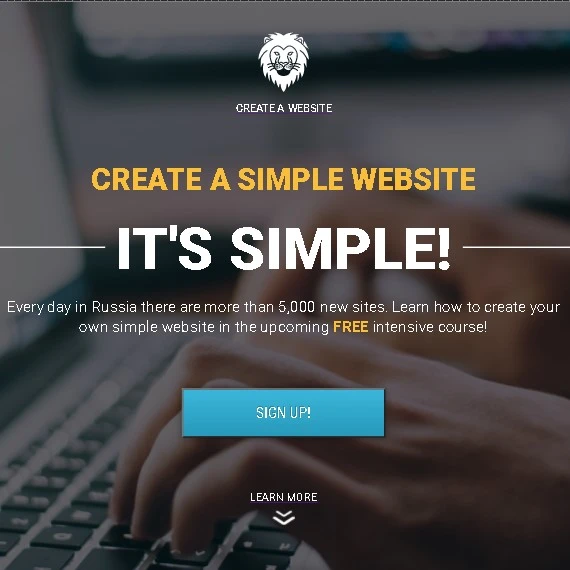 CREATE A WEBSITE
CREATE A SIMPLE WEBSITE
IT'S SIMPLE!
Every day in Russia there are more than 5,000 new sites. Learn how to create your
own simple website in the upcoming FREE intensive course!
SIGN UP!
LEARN MORE